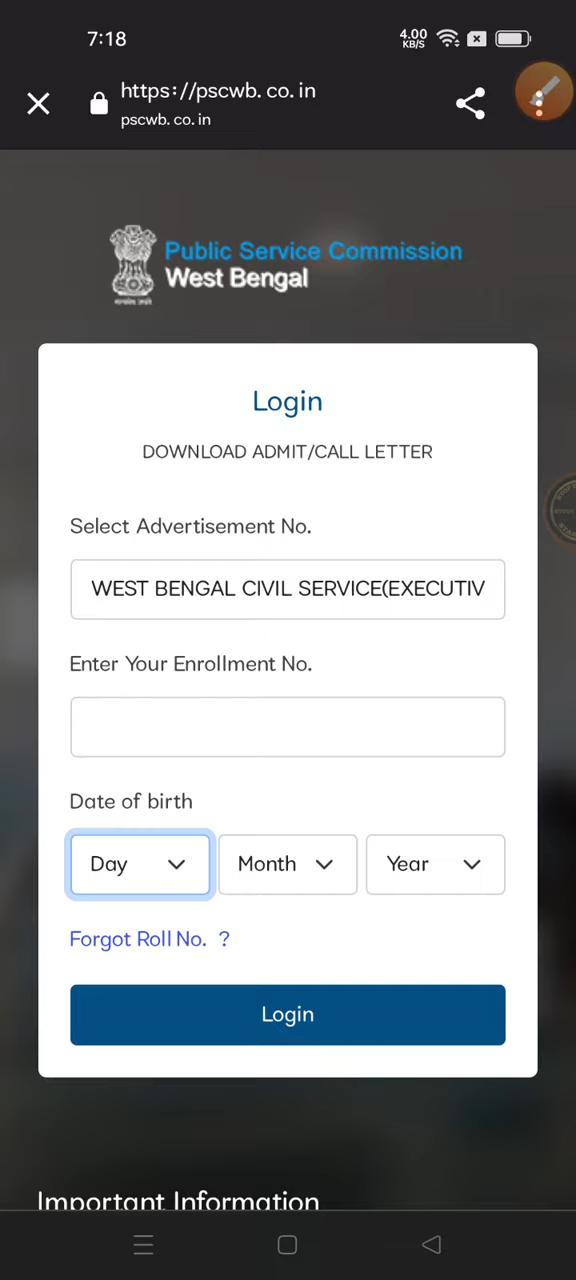 7:18
4.00
KB/S
https://pscwb.co.in
pscwb.co.in
Public Service Commission
West Bengal
Login
DOWNLOAD ADMIT/CALL LETTER
Select Advertisement No.
WEST BENGAL CIVIL SERVICE(EXECUTIV
Enter Your Enrollment No.
Date of birth
Day Month Year
Forgot Roll No. ?
Login
Important Information